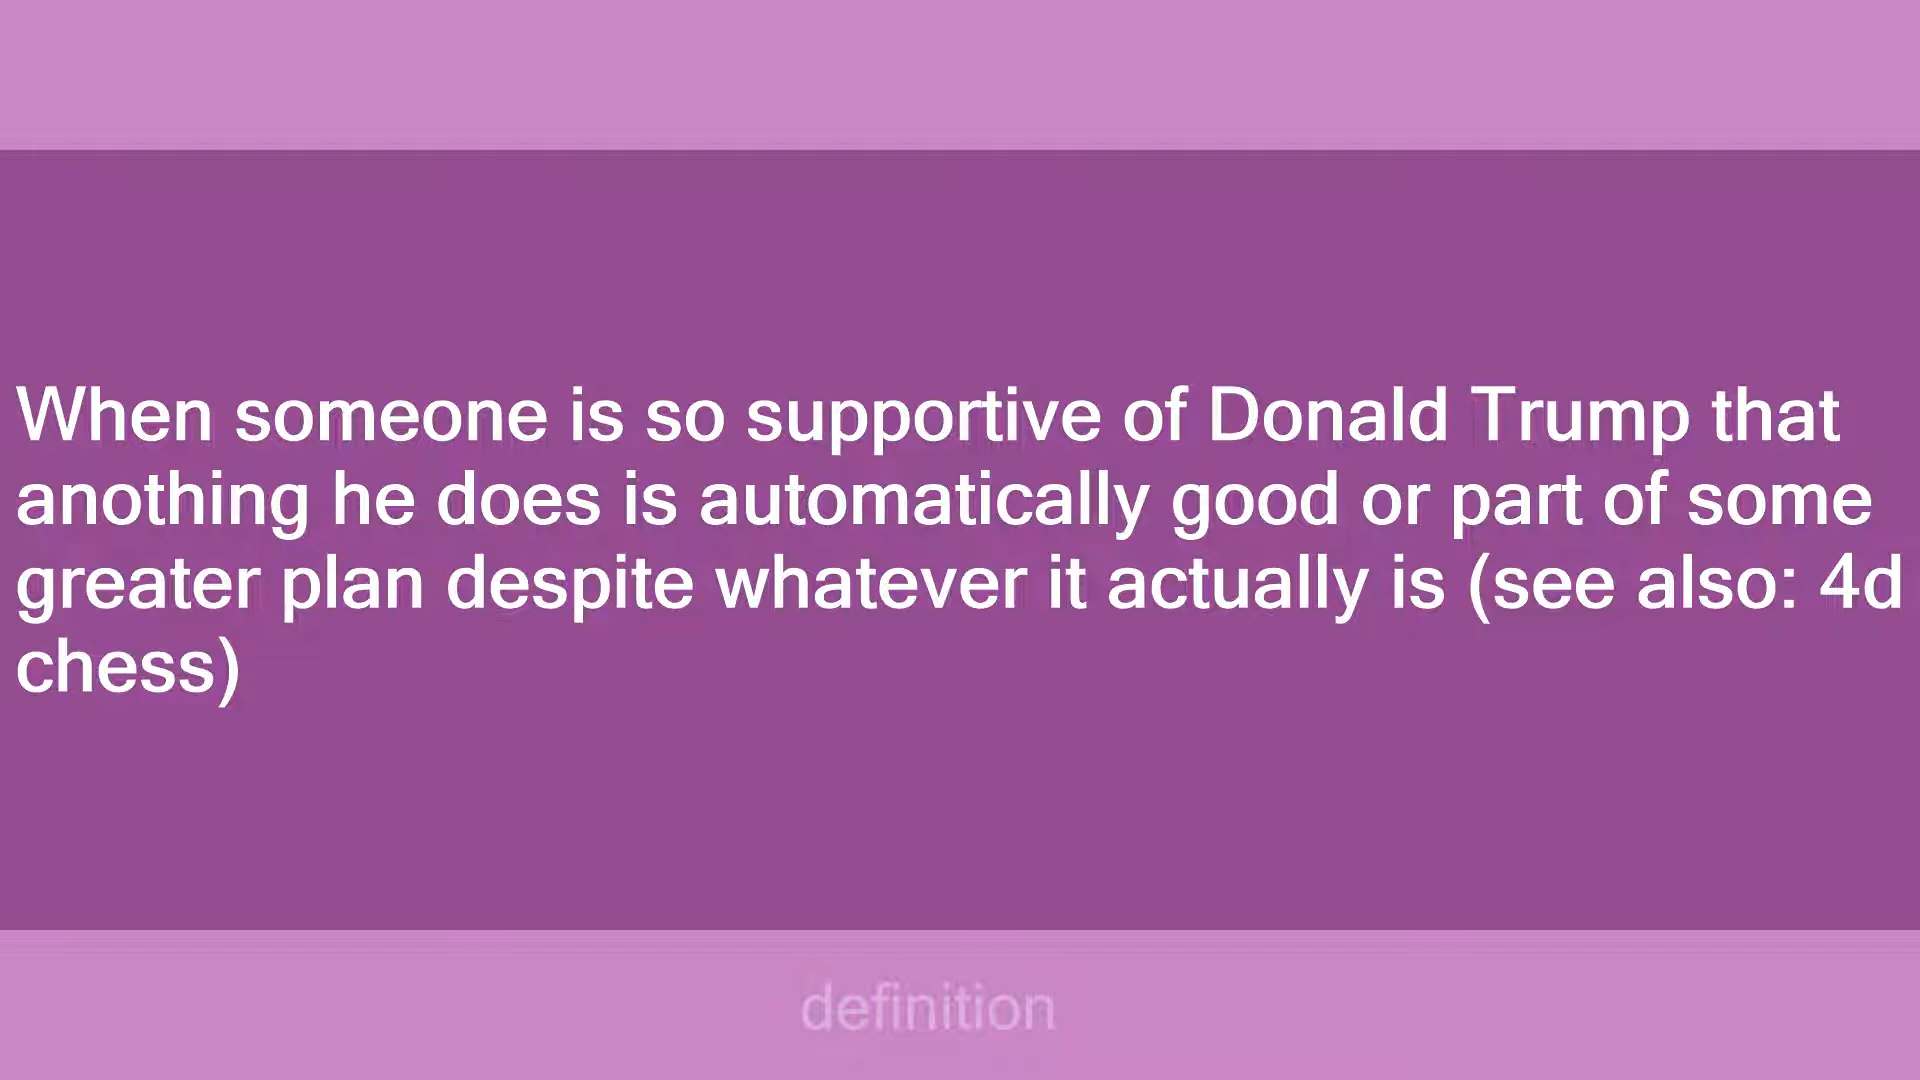 When someone is so supportive of Donald Trump that
anothing he does is automatically good or part of some
greater plan despite whatever it actually is (see also: 4d
chess)
definition